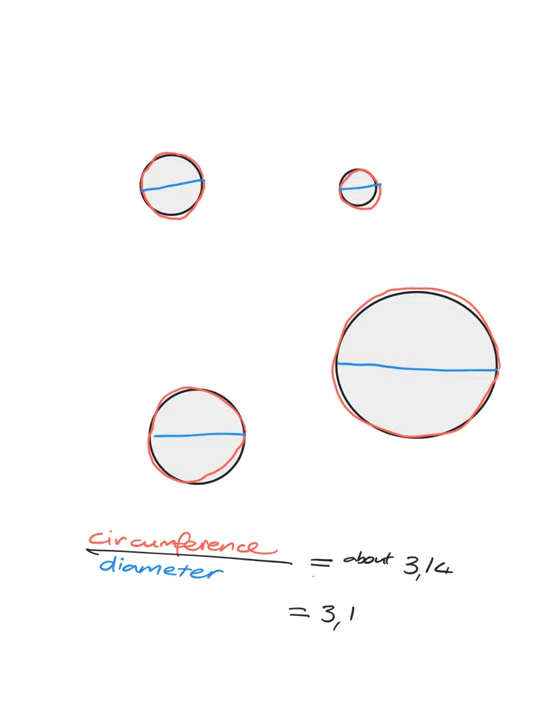 circumference
diameter
= about 3,14
= 3,1